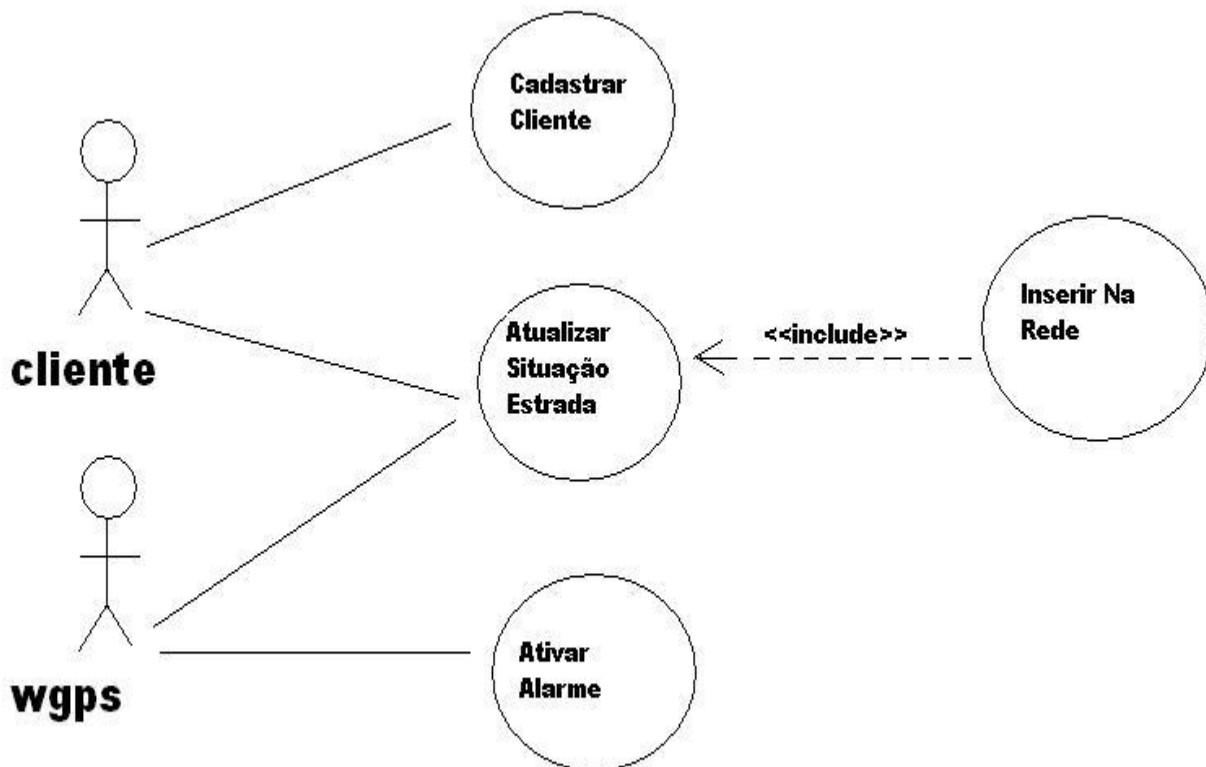 Cadastrar
Cliente
cliente
Atualizar
Situação
Estrada
<<include>>
Inserir Na
Rede
wgps
Ativar
Alarme